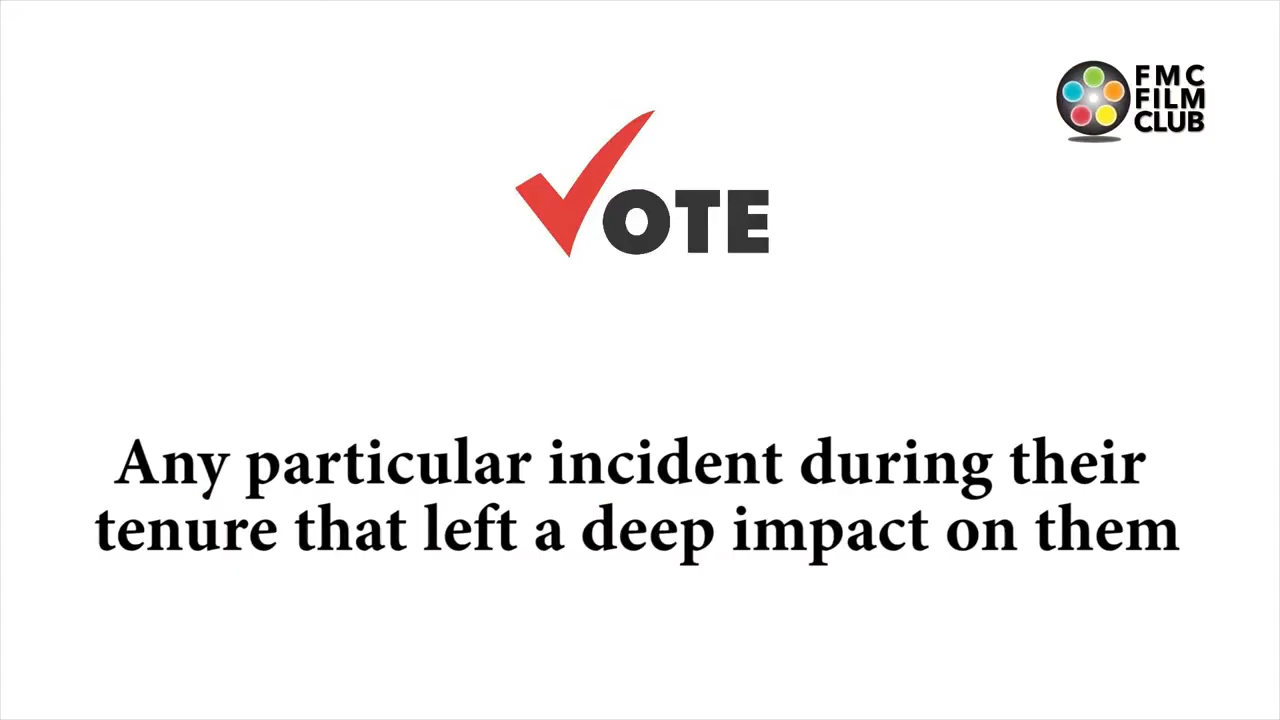 FMC
FILM
CLUB
VOTE
Any particular incident during their
tenure that left a deep impact on them